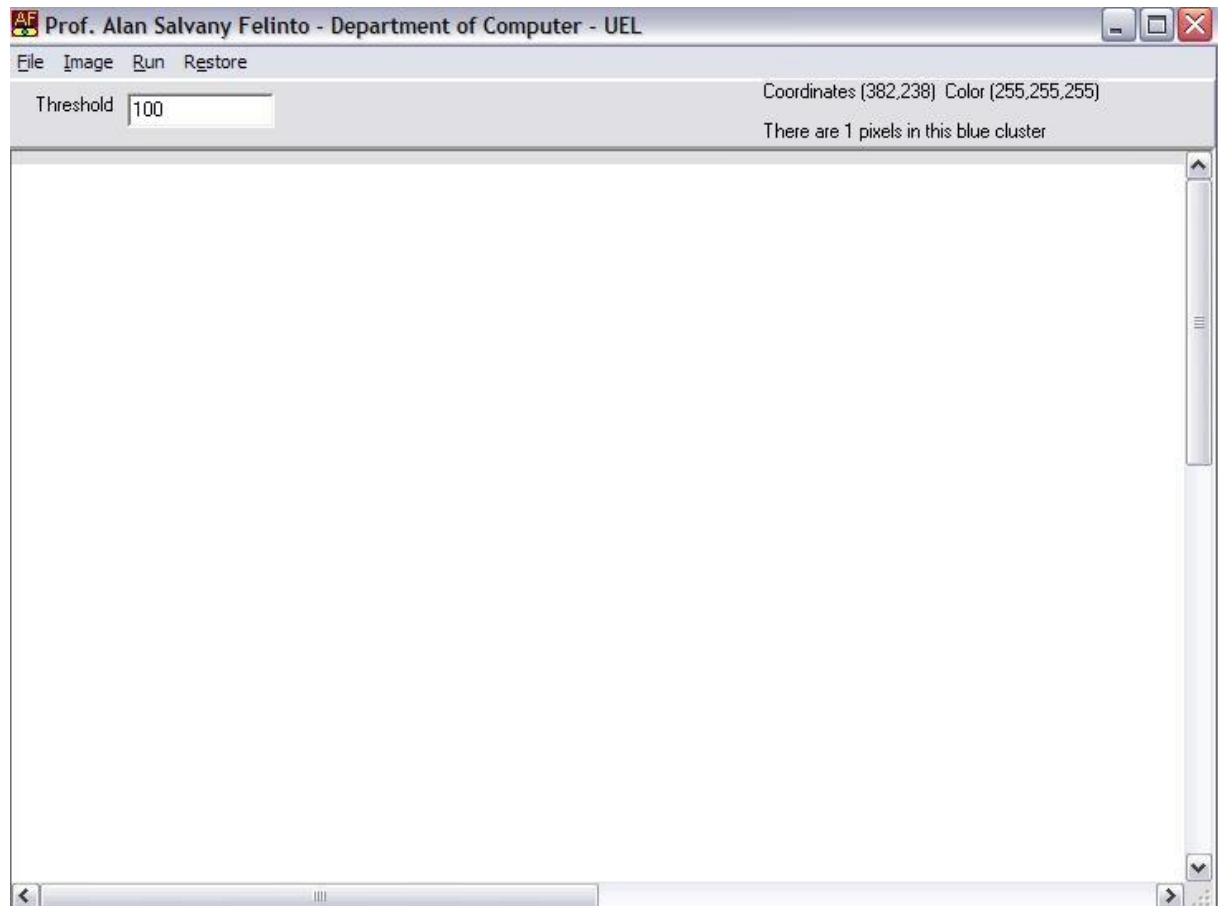 AF Prof. Alan Salvany Felinto - Department of Computer - UEL
File Image Run Restore
Threshold 100
Coordinates (382,238) Color (255,255,255)
There are 1 pixels in this blue cluster